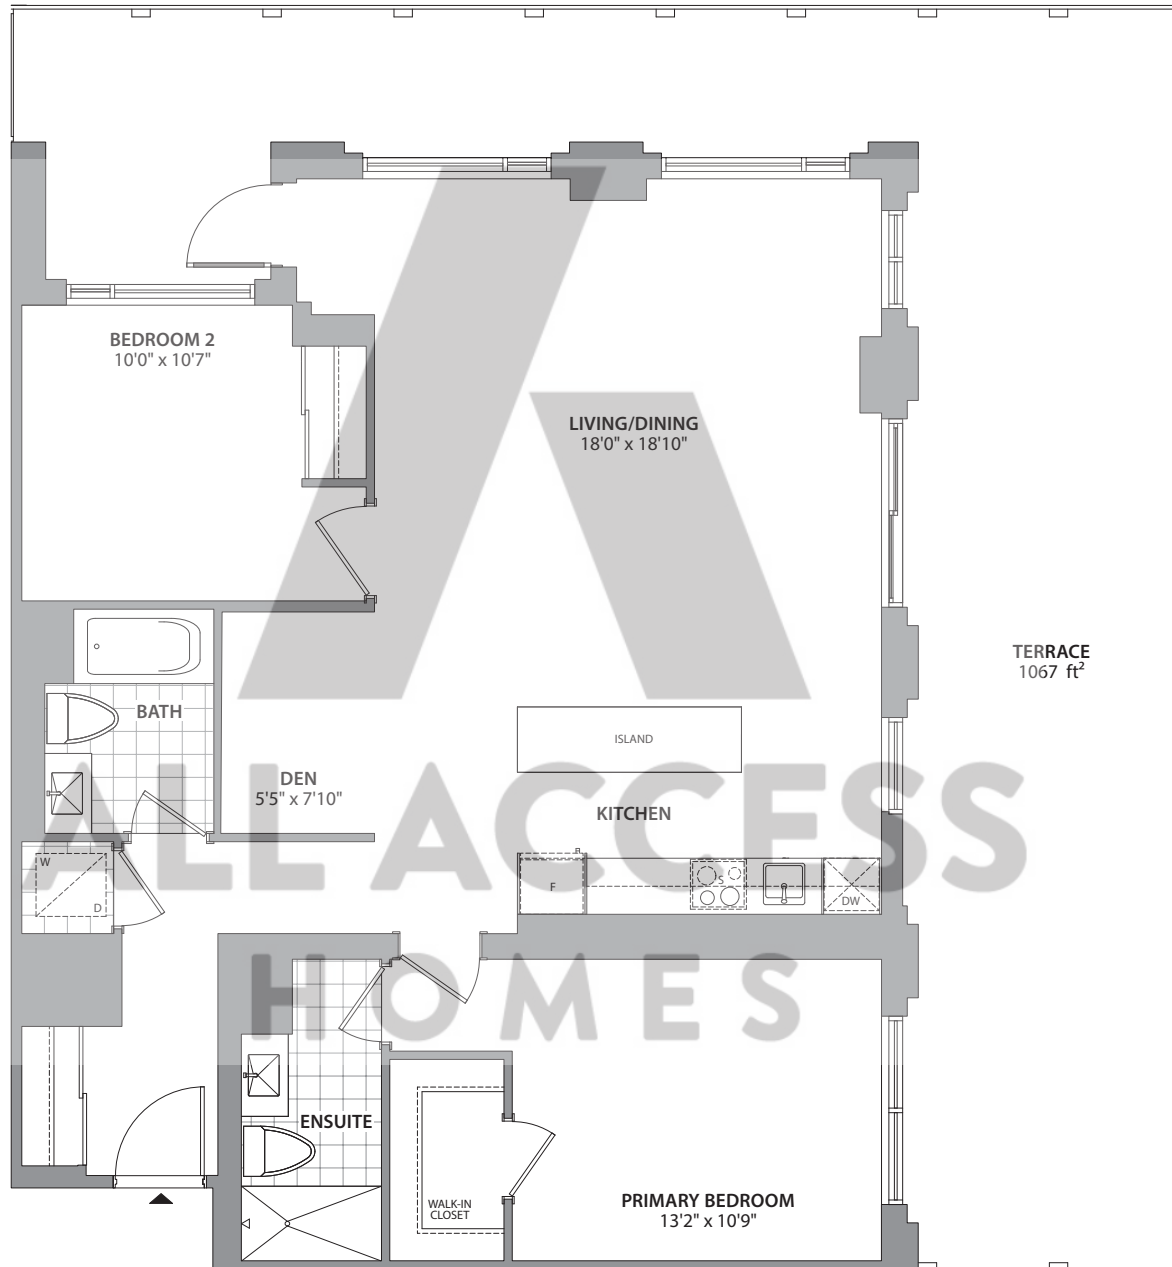 BEDROOM 2
10'0" x 10'7"
LIVING/DINING
18'0" x 18'10"
TERRACE
1067 ft²
BATH
ISLAND
DEN
5'5" x 7'10"
KITCHEN
ALL ACCESS
HOMES
W
D
F
S
DW
ENSUITE
WALK-IN
CLOSET
PRIMARY BEDROOM
13'2" x 10'9"